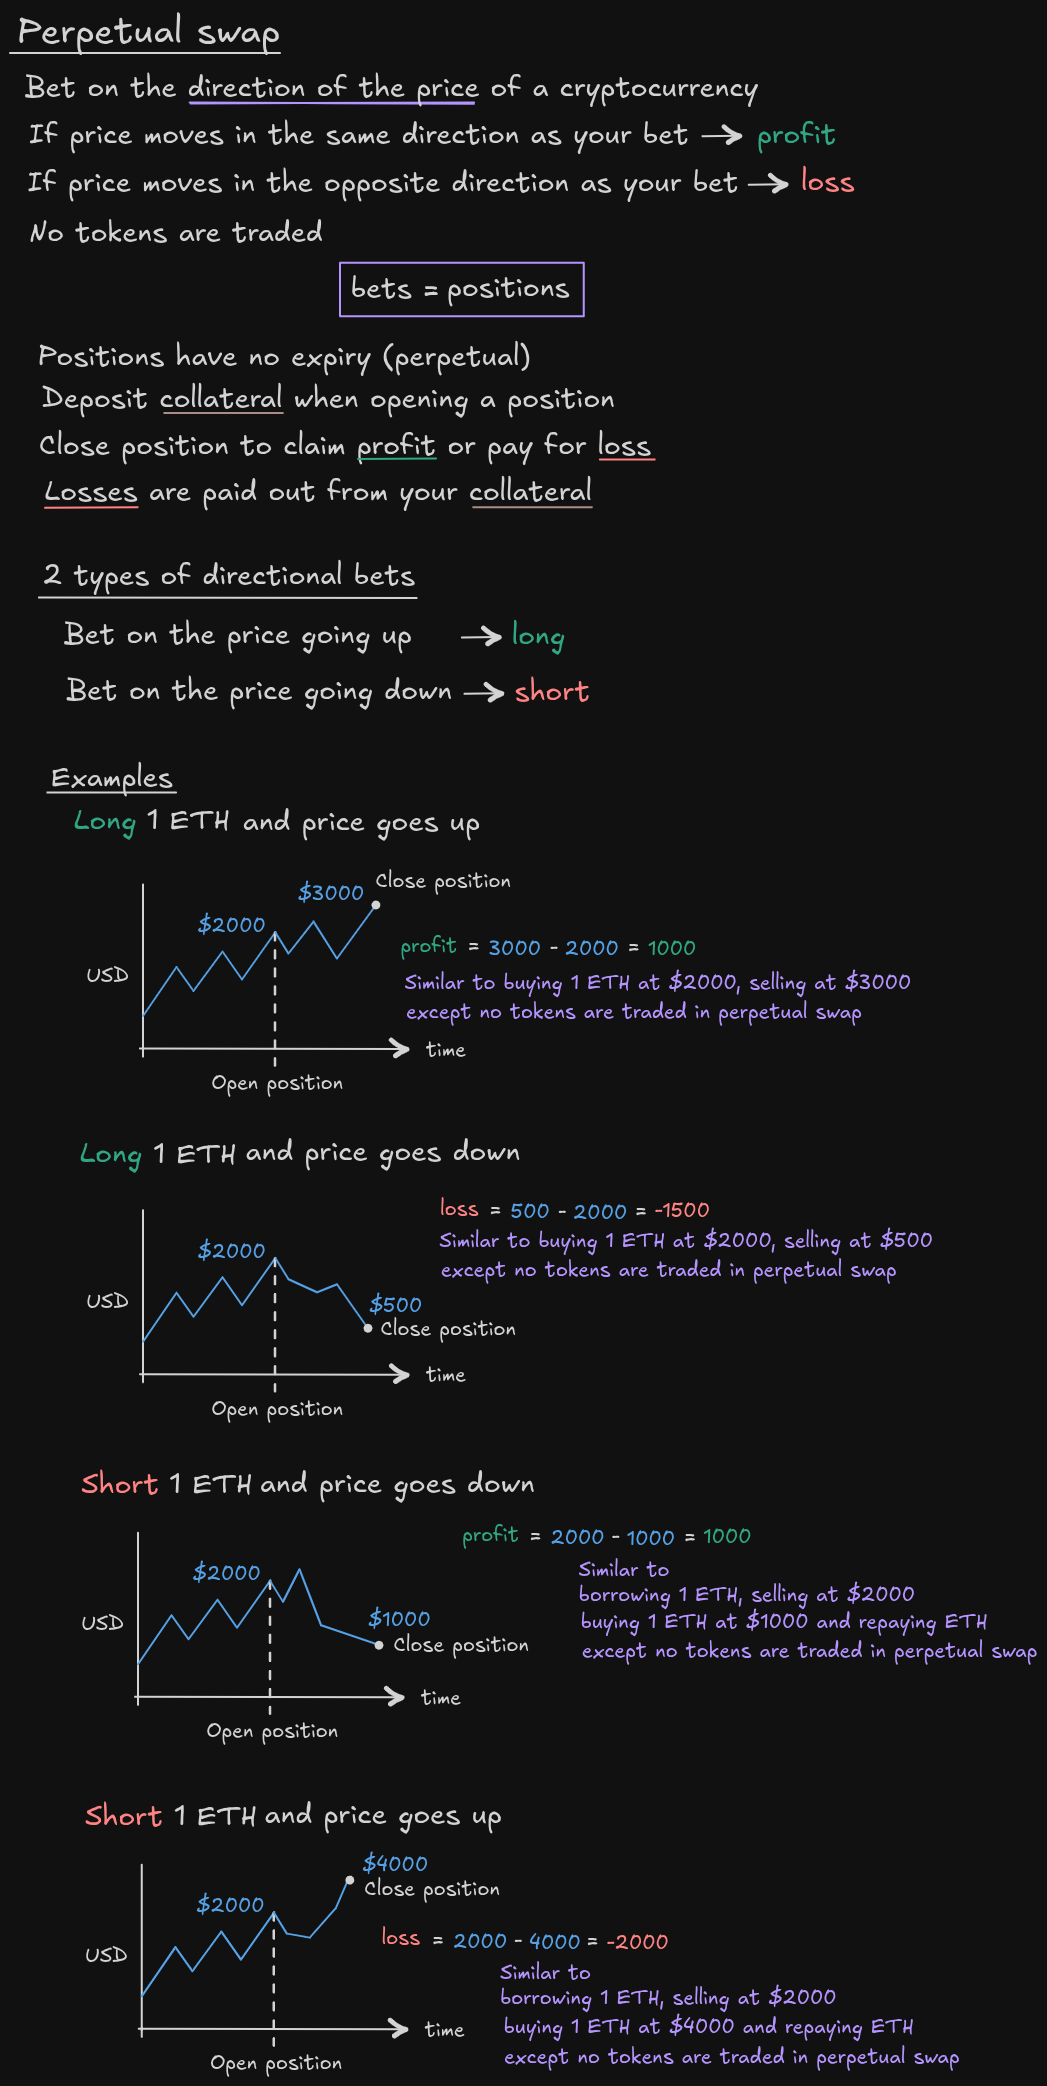 Perpetual swap
Bet on the direction of the price of a cryptocurrency
If price moves in the same direction as your bet → profit
If price moves in the opposite direction as your bet → loss
No tokens are traded
bets = positions
Positions have no expiry (perpetual)
Deposit collateral when opening a position
Close position to claim profit or pay for loss
Losses are paid out from your collateral
2 types of directional bets
Bet on the price going up → long
Bet on the price going down → short
Examples
Long 1 ETH and price goes up
Close position
$3000
$2000
profit = 3000 - 2000 = 1000
USD
Similar to buying 1 ETH at $2000, selling at $3000
except no tokens are traded in perpetual swap
time
Open position
Long 1 ETH and price goes down
loss = 500 - 2000 = -1500
Similar to buying 1 ETH at $2000, selling at $500
$2000
except no tokens are traded in perpetual swap
USD
$500
Close position
time
Open position
Short 1 ETH and price goes down
profit = 2000 - 1000 = 1000
$2000
Similar to
borrowing 1 ETH, selling at $2000
$1000
USD
buying 1 ETH at $1000 and repaying ETH
Close position
except no tokens are traded in perpetual swap
time
Open position
Short 1 ETH and price goes up
$4000
Close position
$2000
loss = 2000 - 4000 = -2000
USD
Similar to
borrowing 1 ETH, selling at $2000
buying 1 ETH at $4000 and repaying ETH
time
except no tokens are traded in perpetual swap
Open position